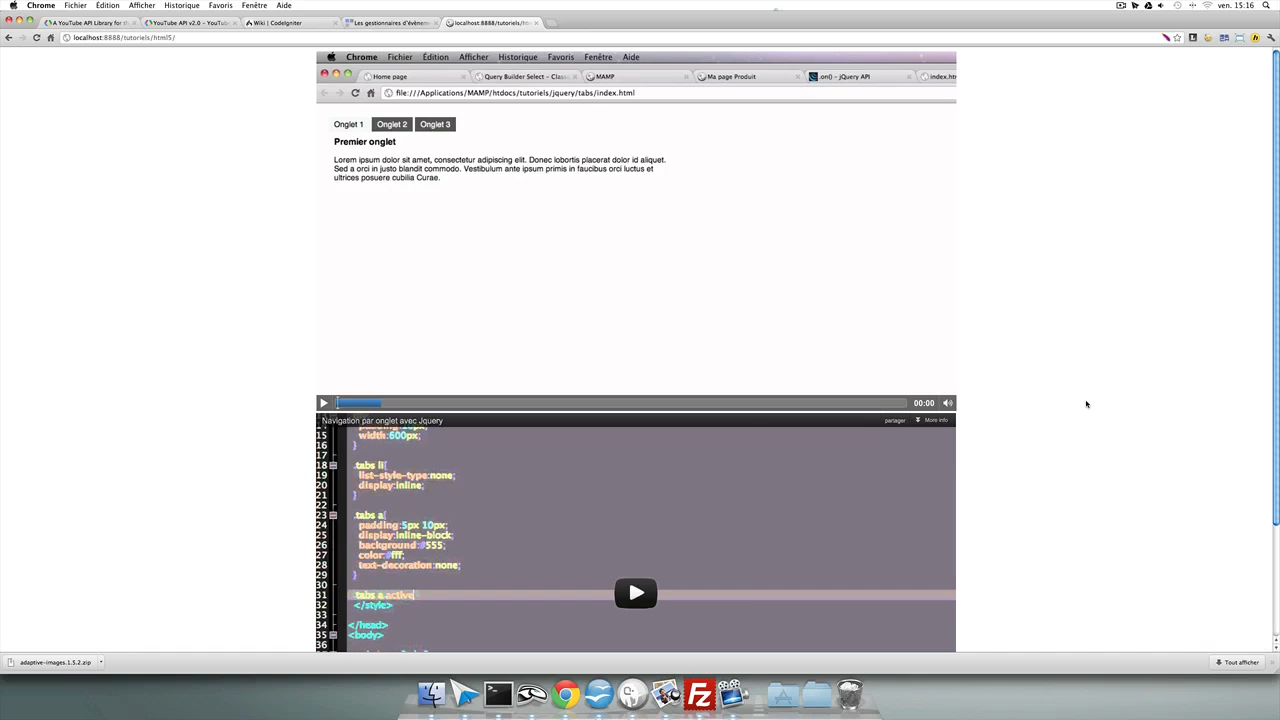 Chrome Fichier Édition Afficher Historique Favoris Fenêtre Aide ven. 15:16
A YouTube API Library for th YouTube API v2.0 – YouTu Wiki | CodeIgniter Les gestionnaires d'évène localhost:8888/tutoriels/htm
localhost:8888/tutoriels/html5/
Chrome Fichier Édition Afficher Historique Favoris Fenêtre Aide
Home page Query Builder Select – Class MAMP Ma page Produit .on() – jQuery API index.ht
file:///Applications/MAMP/htdocs/tutoriels/jquery/tabs/index.html
Onglet 1 Onglet 2 Onglet 3
Premier onglet
Lorem ipsum dolor sit amet, consectetur adipiscing elit. Donec lobortis placerat dolor id aliquet.
Sed a orci in justo blandit commodo. Vestibulum ante ipsum primis in faucibus orci luctus et
ultrices posuere cubilia Curae.
00:00
Navigation par onglet avec Jquery partager More info
15 width:600px;
16 }
17
18 .tabs li{
19 list-style-type:none;
20 display:inline;
21 }
22
23 .tabs a{
24 padding:5px 10px;
25 display:inline-block;
26 background:#555;
27 color:#fff;
28 text-decoration:none;
29 }
30
31 .tabs a.active
32 </style>
33
34 </head>
35 <body>
36
adaptive-images.1.5.2.zip Tout afficher